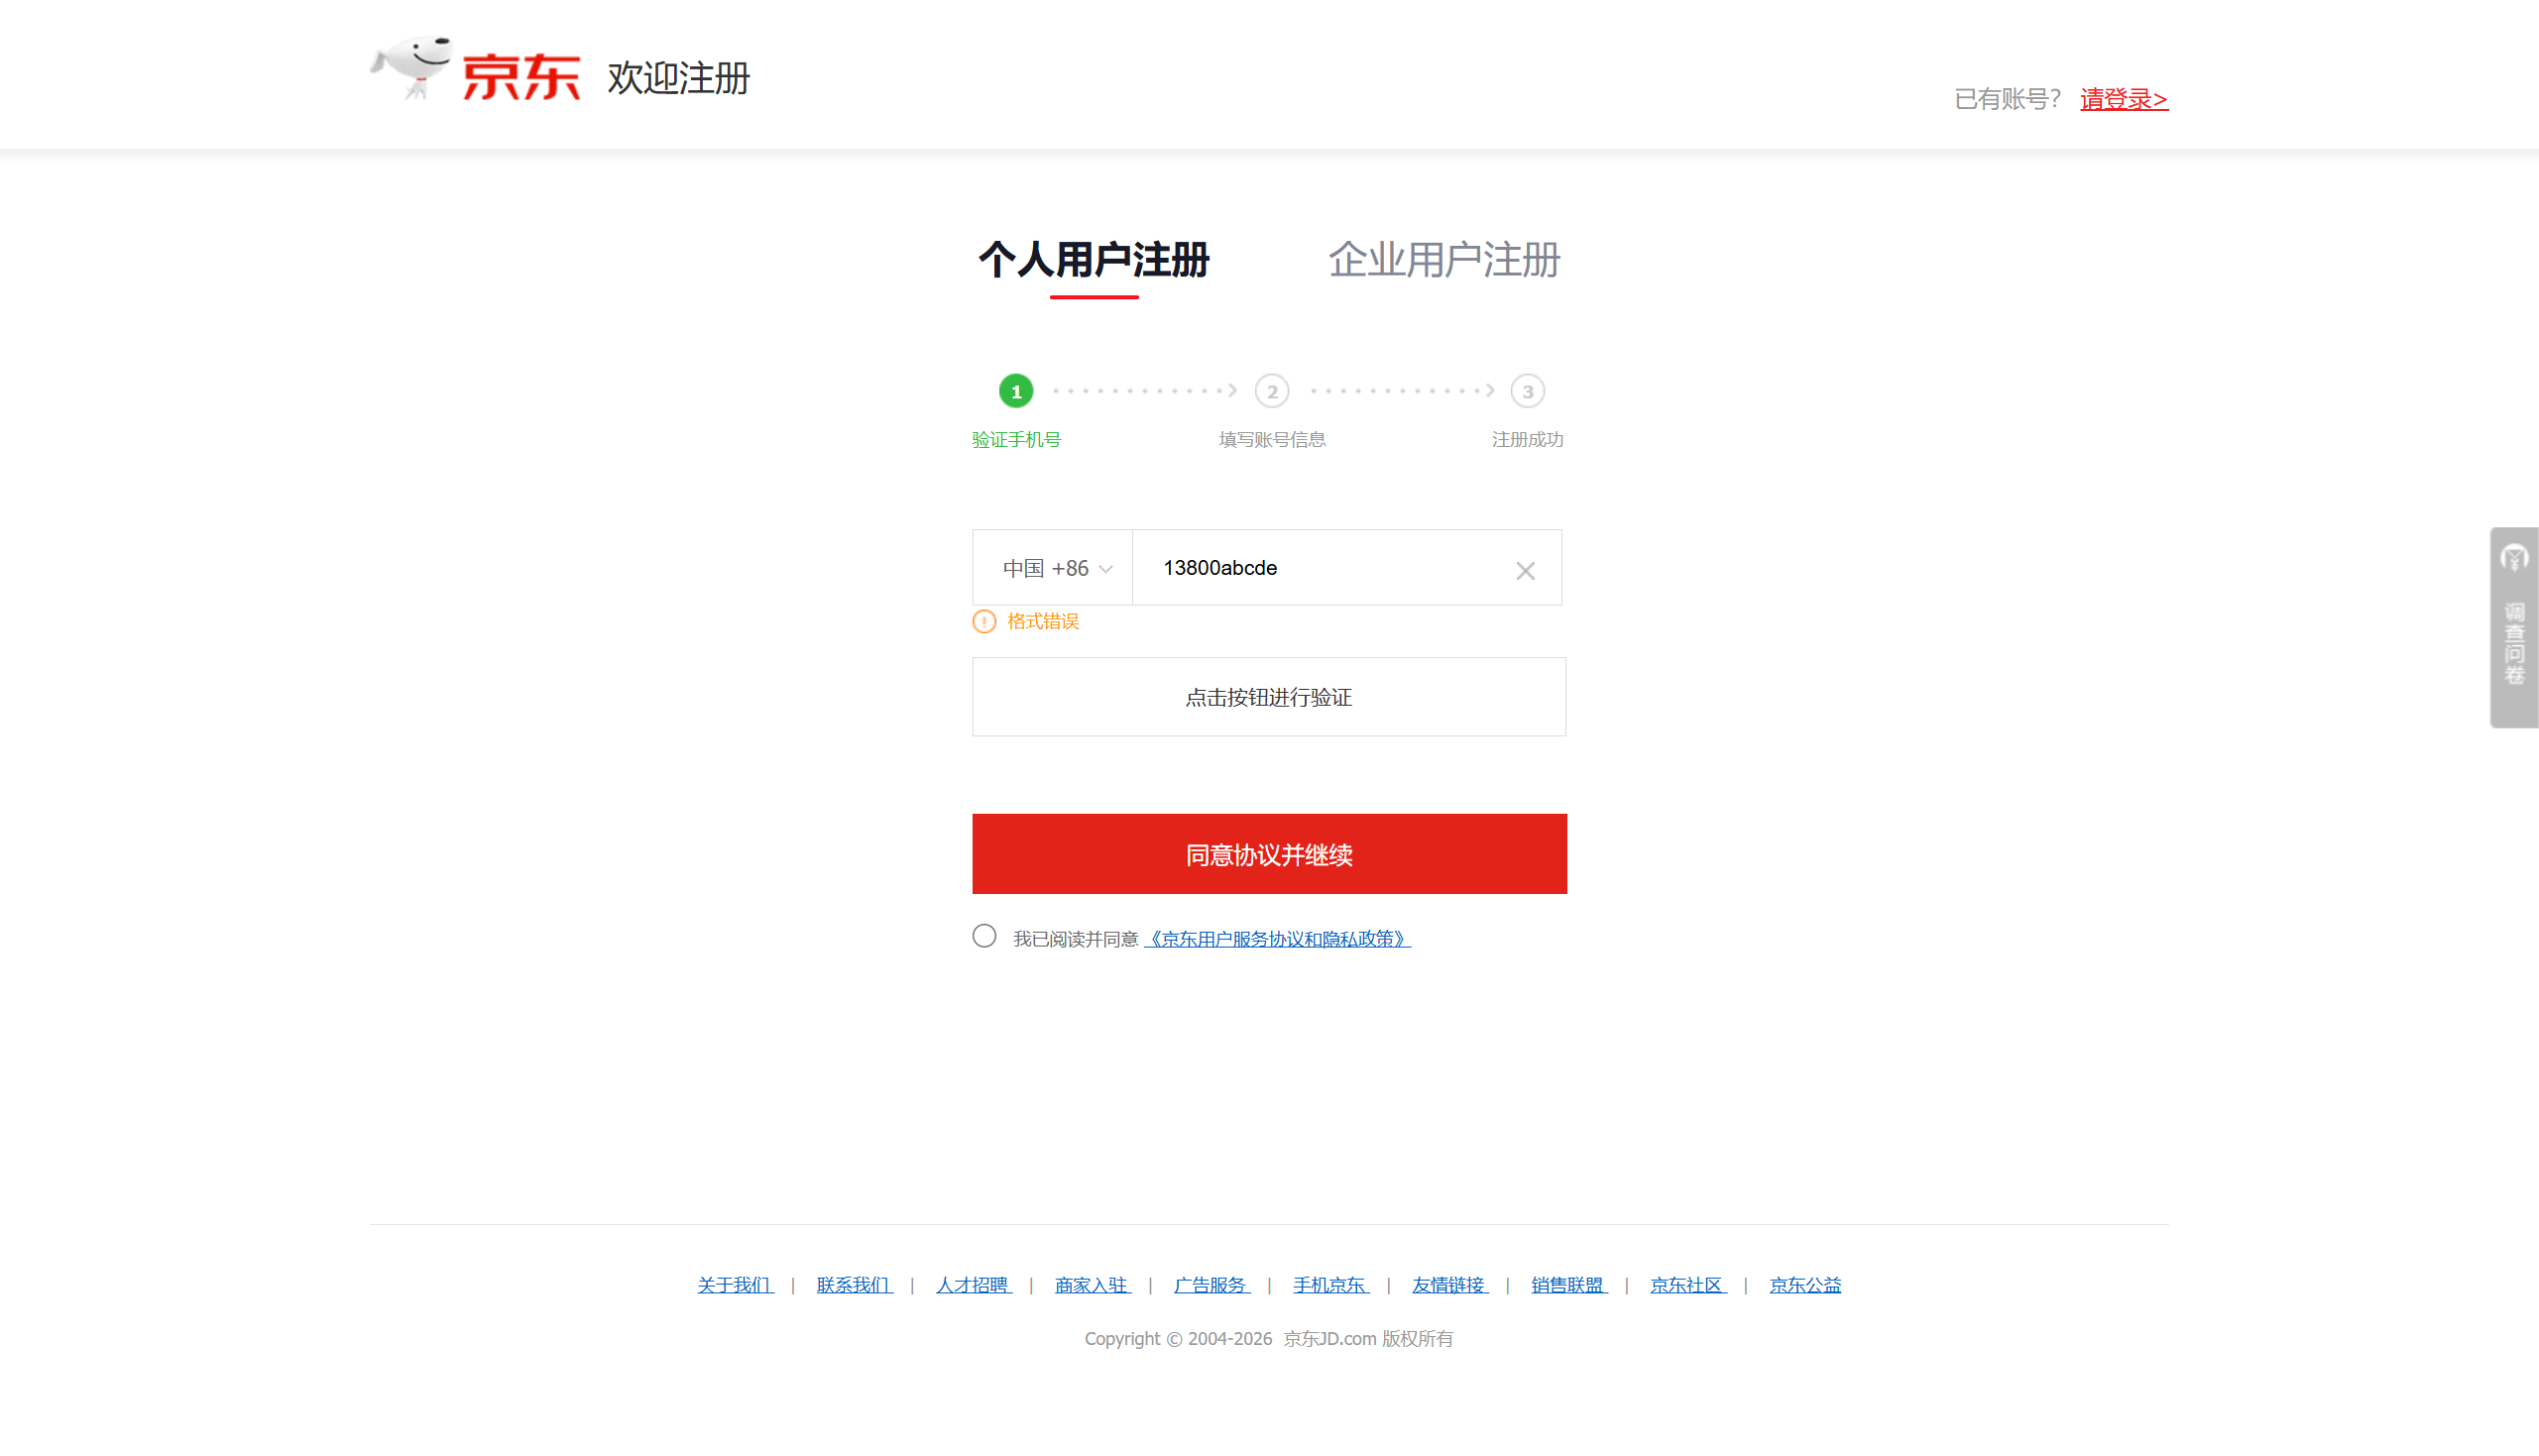 京东 欢迎注册
已有账号? 请登录>
个人用户注册 企业用户注册
1 2 3
验证手机号 填写账号信息 注册成功
中国 +86 13800abcde
格式错误
点击按钮进行验证
同意协议并继续
我已阅读并同意《京东用户服务协议和隐私政策》
调查问卷
关于我们 | 联系我们 | 人才招聘 | 商家入驻 | 广告服务 | 手机京东 | 友情链接 | 销售联盟 | 京东社区 | 京东公益
Copyright © 2004-2026 京东JD.com 版权所有